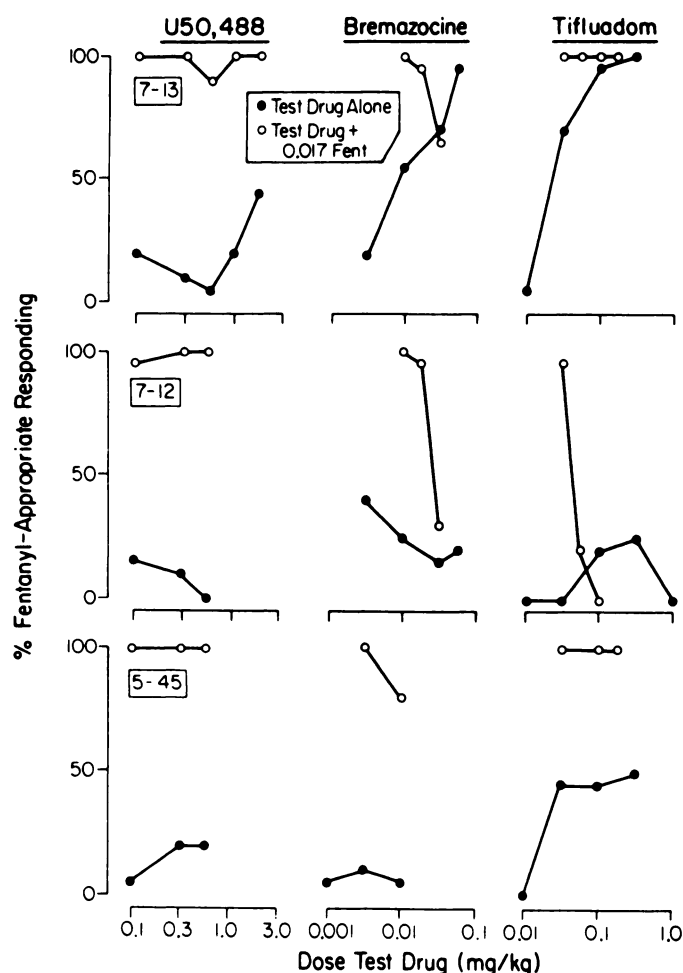 U50,488 Bremazocine Tifluadom
100
7-13
● Test Drug Alone
○ Test Drug +
0.017 Fent
50
0
100
7-12
50
0
100
5-45
50
0
% Fentanyl-Appropriate Responding
0.1 0.3 1.0 3.0 0.001 0.01 0.1 0.01 0.1 1.0
Dose Test Drug (mg/kg)